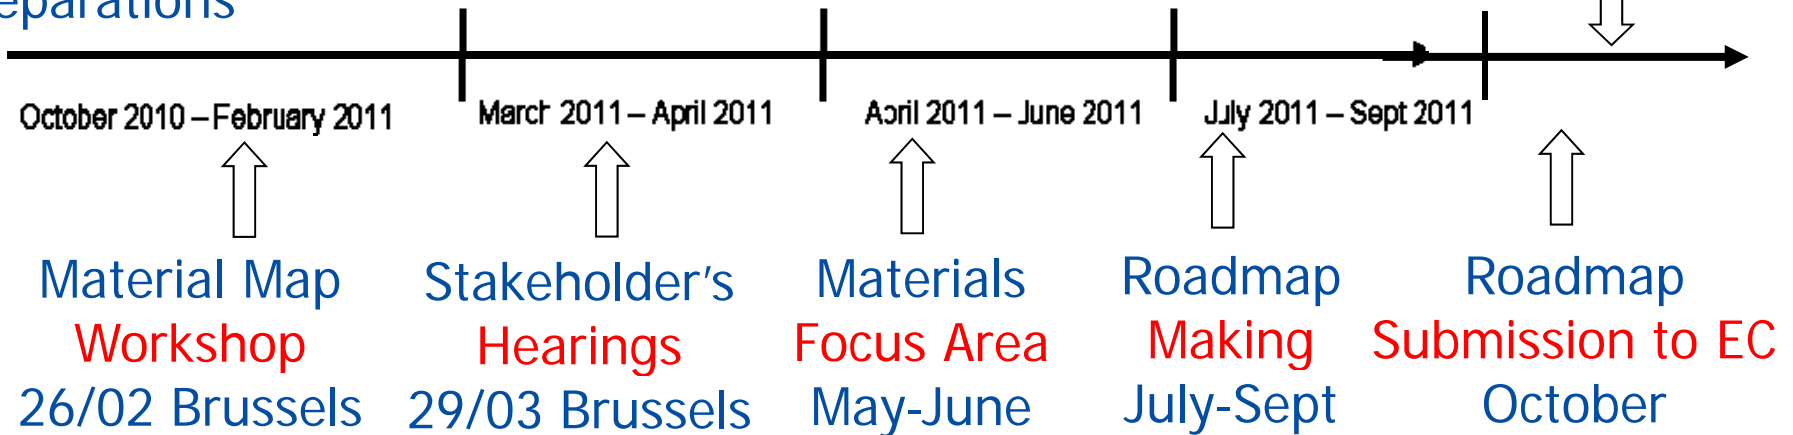 eparations
October 2010 – February 2011
March 2011 – April 2011
April 2011 – June 2011
July 2011 – Sept 2011
Material Map
Workshop
26/02 Brussels
Stakeholder's
Hearings
29/03 Brussels
Materials
Focus Area
May-June
Roadmap
Making
July-Sept
Roadmap
Submission to EC
October